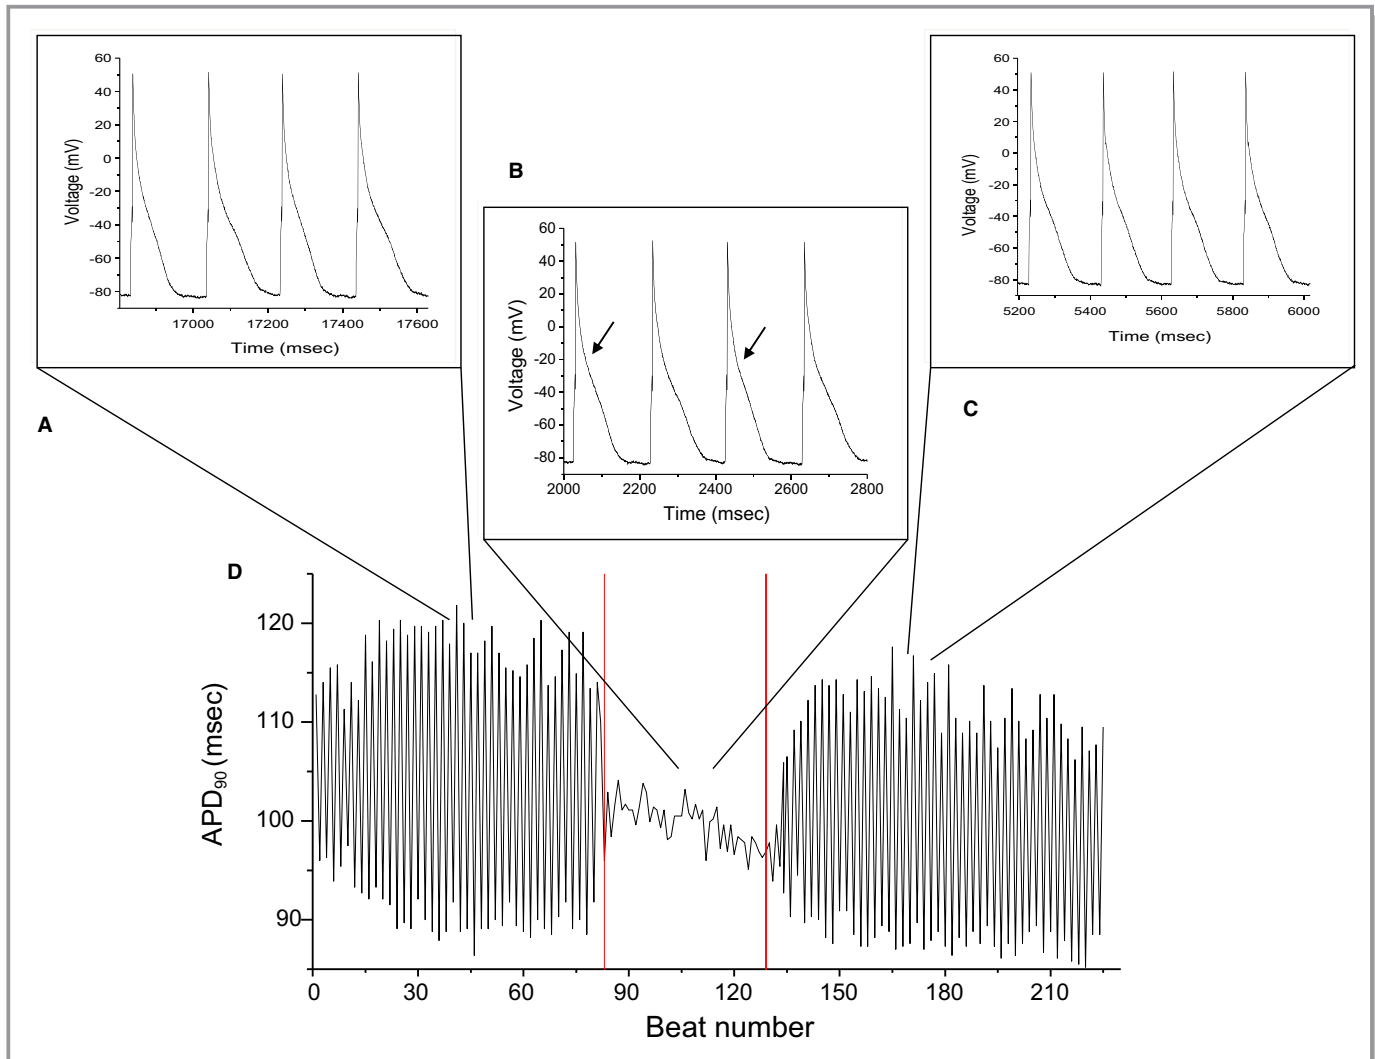 A
60
40
20
0
-20
-40
-60
-80
Voltage (mV)
17000 17200 17400 17600
Time (msec)
B
60
40
20
0
-20
-40
-60
-80
Voltage (mV)
2000 2200 2400 2600 2800
Time (msec)
C
60
40
20
0
-20
-40
-60
-80
Voltage (mV)
5200 5400 5600 5800 6000
Time (msec)
D
120
110
100
90
APD90 (msec)
0 30 60 90 120 150 180 210
Beat number